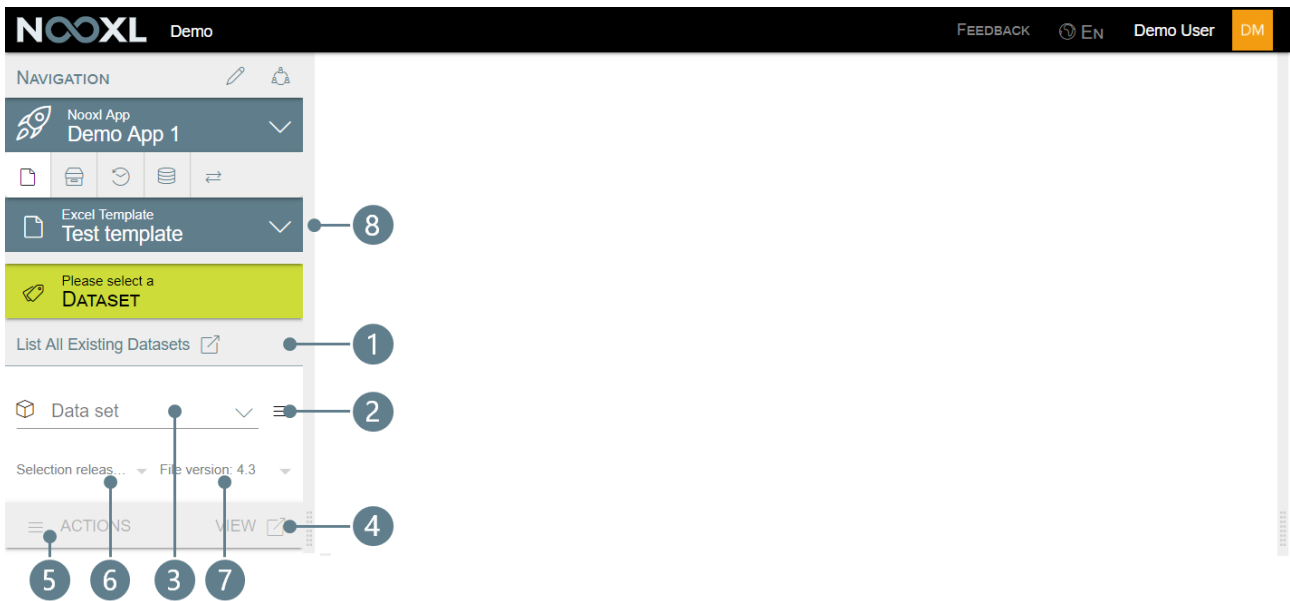 NOOXL Demo FEEDBACK EN Demo User DM
NAVIGATION
Nooxl App
Demo App 1
Excel Template
Test template
8
Please select a
DATASET
List All Existing Datasets
1
Data set
2
Selection releas... File version: 4.3
ACTIONS VIEW
4
5 6 3 7